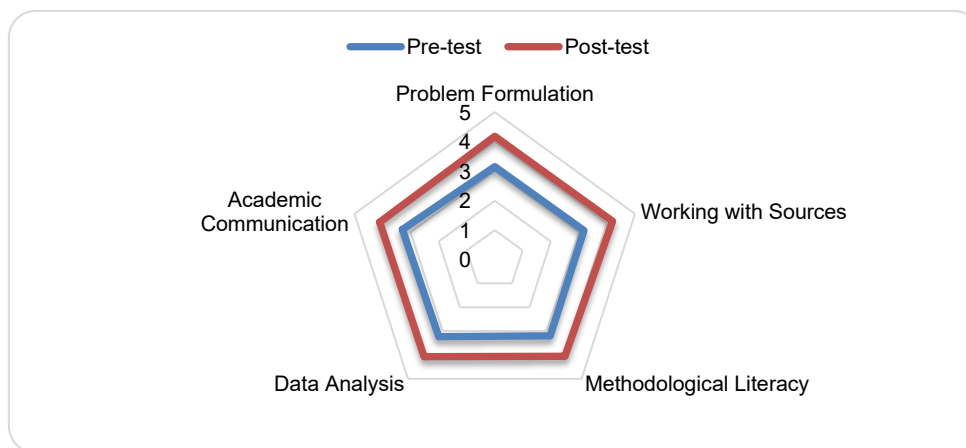 Pre-test Post-test
Problem Formulation
5
4
3
2
1
0
Working with Sources
Methodological Literacy
Data Analysis
Academic
Communication